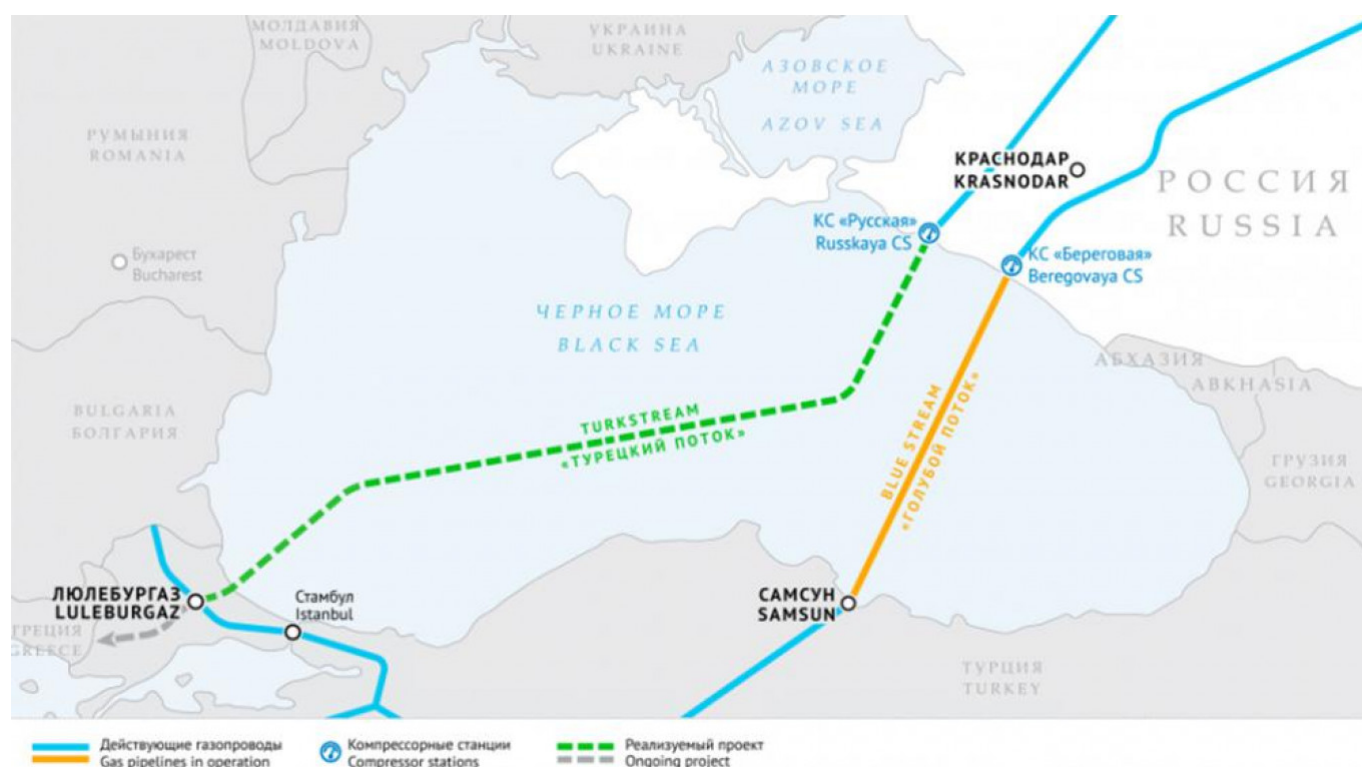 МОЛДАВИЯ
MOLDOVA
УКРАИНА
UKRAINE
АЗОВСКОЕ
МОРЕ
AZOV SEA
РУМЫНИЯ
ROMANIA
КРАСНОДАР
KRASNODAR
РОССИЯ
RUSSIA
КС «Русская»
Russkaya CS
КС «Береговая»
Beregovaya CS
Бухарест
Bucharest
ЧЕРНОЕ МОРЕ
BLACK SEA
АБХАЗИЯ
ABKHASIA
BULGARIA
БОЛГАРИЯ
TURKSTREAM
«ТУРЕЦКИЙ ПОТОК»
BLUE STREAM
«ГОЛУБОЙ ПОТОК»
ГРУЗИЯ
GEORGIA
ЛЮЛЕБУРГАЗ
LULEBURGAZ
Стамбул
Istanbul
САМСУН
SAMSUN
ГРЕЦИЯ
GREECE
ТУРЦИЯ
TURKEY
Действующие газопроводы
Gas pipelines in operation
Компрессорные станции
Compressor stations
Реализуемый проект
Ongoing project